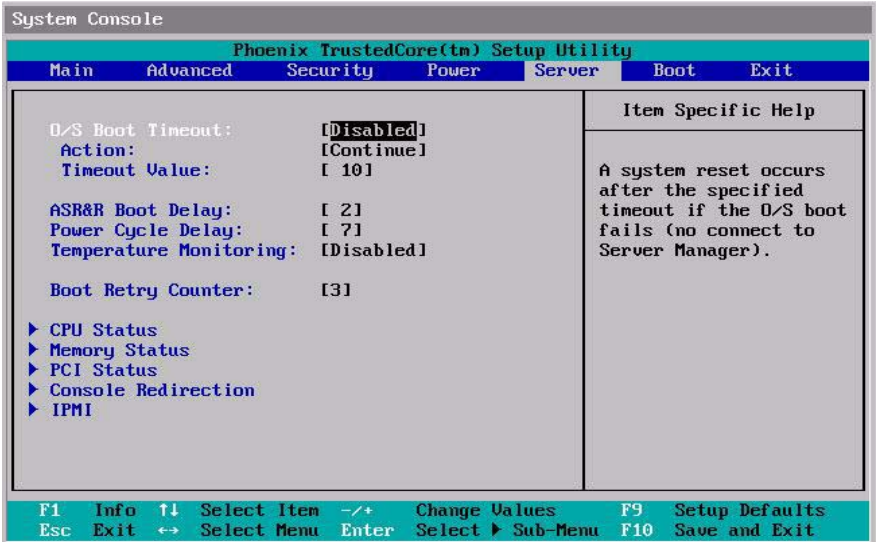 System Console
Phoenix TrustedCore(tm) Setup Utility
Main Advanced Security Power Server Boot Exit
Item Specific Help
O/S Boot Timeout: [Disabled]
Action: [Continue]
Timeout Value: [ 10]
ASR&R Boot Delay: [ 2]
Power Cycle Delay: [ 7]
Temperature Monitoring: [Disabled]
Boot Retry Counter: [3]
▶ CPU Status
▶ Memory Status
▶ PCI Status
▶ Console Redirection
▶ IPMI
A system reset occurs
after the specified
timeout if the O/S boot
fails (no connect to
Server Manager).
F1 Info ↑↓ Select Item -/+ Change Values F9 Setup Defaults
Esc Exit ↔ Select Menu Enter Select ▶ Sub-Menu F10 Save and Exit